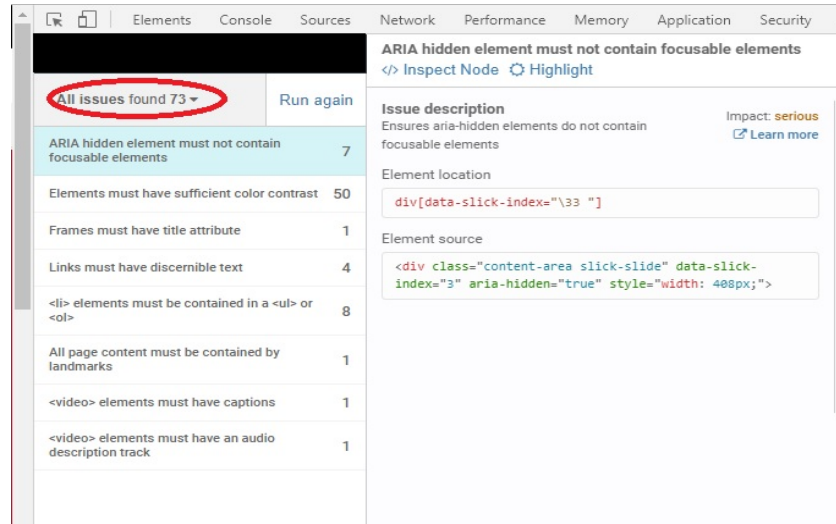 Elements Console Sources Network Performance Memory Application Security
All issues found 73
Run again
ARIA hidden element must not contain
focusable elements
7
Elements must have sufficient color contrast 50
Frames must have title attribute 1
Links must have discernible text 4
<li> elements must be contained in a <ul> or
<ol>
8
All page content must be contained by
landmarks
1
<video> elements must have captions 1
<video> elements must have an audio
description track
1
ARIA hidden element must not contain focusable elements
</> Inspect Node Highlight
Issue description
Ensures aria-hidden elements do not contain
focusable elements
Impact: serious
Learn more
Element location
div[data-slick-index="\33 "]
Element source
<div class="content-area slick-slide" data-slick-
index="3" aria-hidden="true" style="width: 408px;">